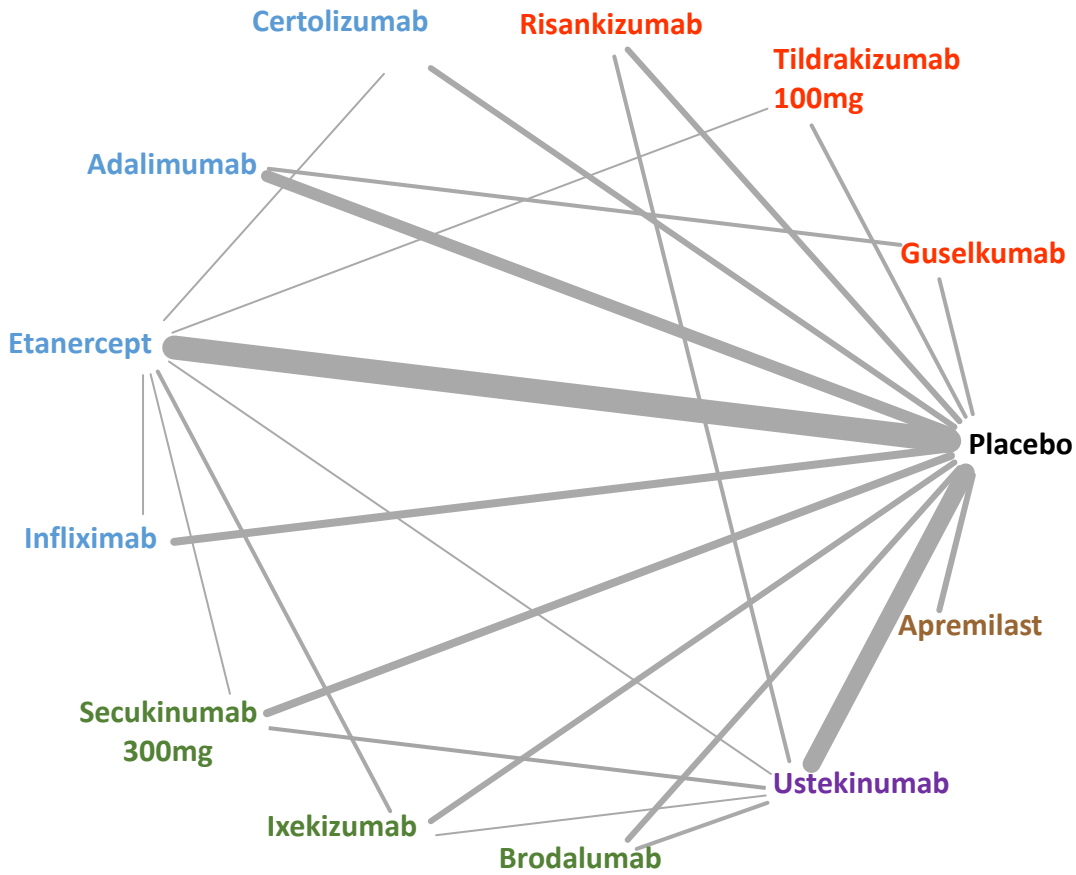 Certolizumab
Risankizumab
Tildrakizumab
100mg
Adalimumab
Guselkumab
Etanercept
Placebo
Infliximab
Apremilast
Secukinumab
300mg
Ustekinumab
Ixekizumab
Brodalumab